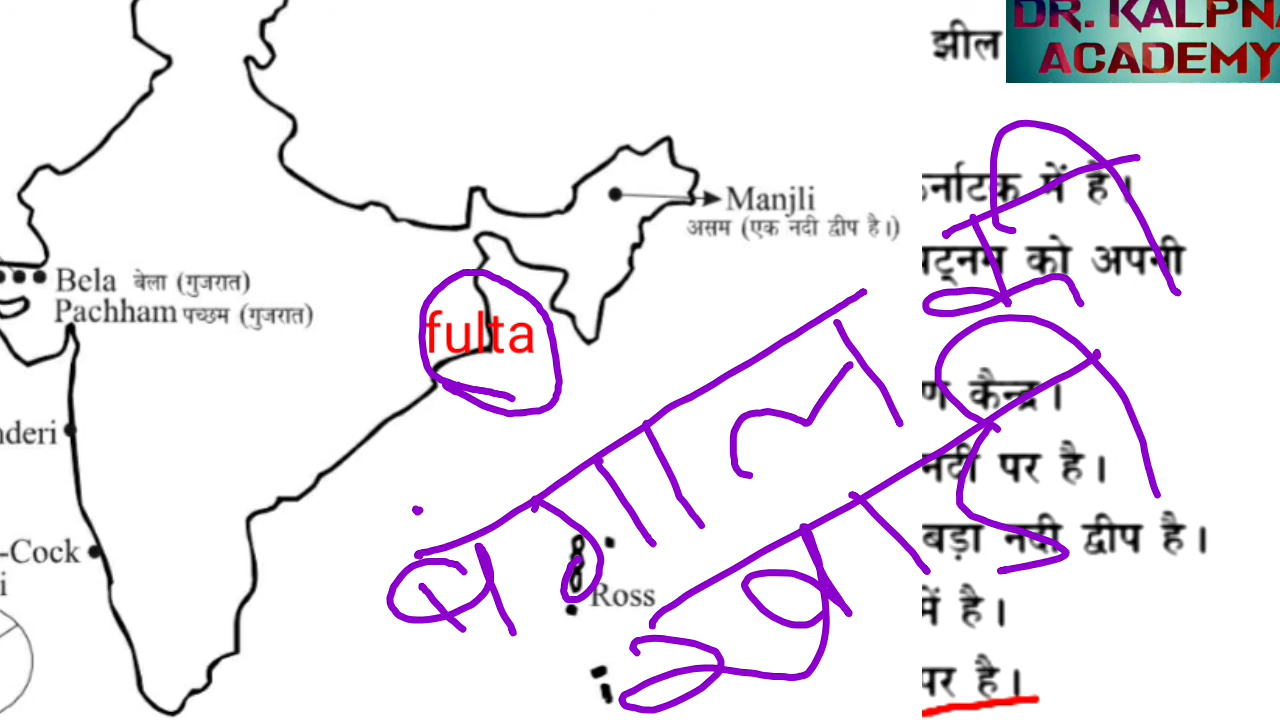 DR. KALPNA
ACADEMY
झील
Manjli
असम (एक नदी द्वीप है।)
र्नाटक में है।
Bela बेला (गुजरात)
Pachham पच्छम (गुजरात)
को अपनी
fulta
कैन्द्र।
nderi
नदी पर है।
बंगाल
-Cock
बड़ा नदी द्वीप है।
i
Ross
में है।
पर है।